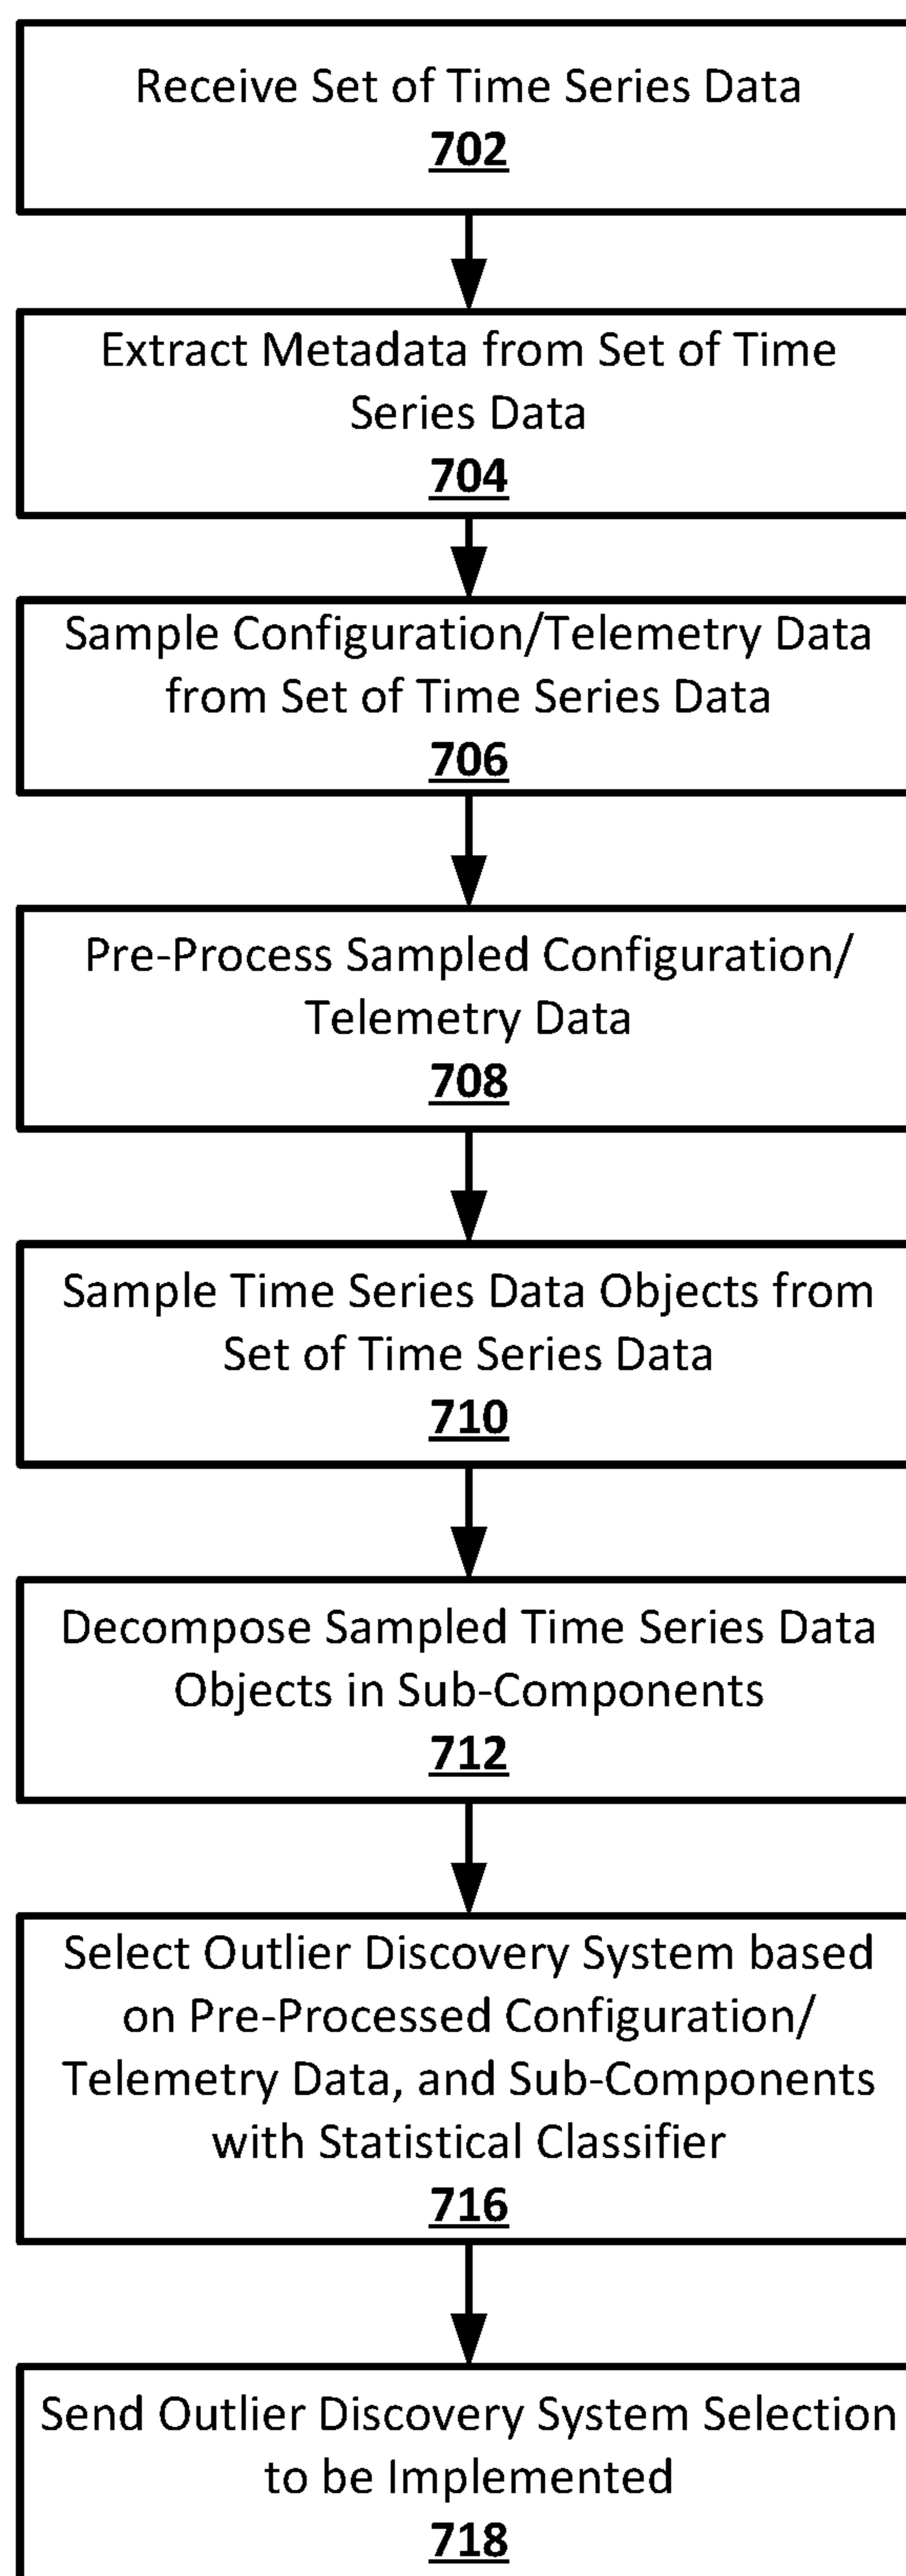 Receive Set of Time Series Data
702
Extract Metadata from Set of Time
Series Data
704
Sample Configuration/Telemetry Data
from Set of Time Series Data
706
Pre-Process Sampled Configuration/
Telemetry Data
708
Sample Time Series Data Objects from
Set of Time Series Data
710
Decompose Sampled Time Series Data
Objects in Sub-Components
712
Select Outlier Discovery System based
on Pre-Processed Configuration/
Telemetry Data, and Sub-Components
with Statistical Classifier
716
Send Outlier Discovery System Selection
to be Implemented
718